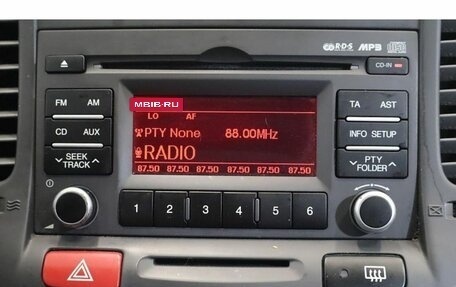 R·D·S MP3
CD-IN
MBIB.RU
FM AM
TA AST
LO AF
PTY None 88.00MHz
CD AUX
INFO SETUP
RADIO
SEEK
TRACK
PTY
FOLDER
87.50 87.50 87.50 87.50 87.50 87.50
1 2 3 4 5 6